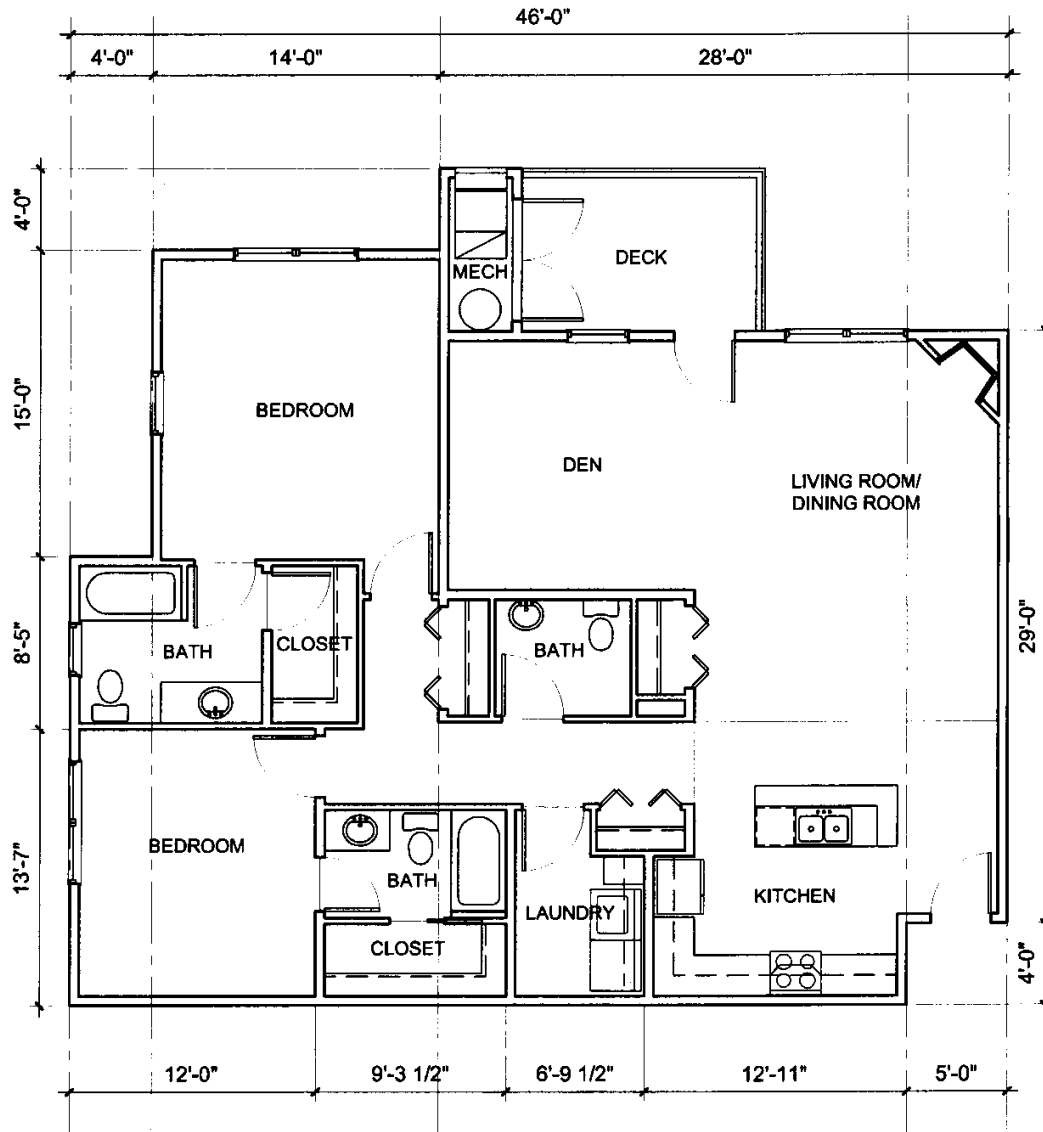 46'-0"
4'-0"
14'-0"
28'-0"
4'-0"
15'-0"
8'-5"
13'-7"
29'-0"
4'-0"
DECK
MECH
BEDROOM
DEN
LIVING ROOM/
DINING ROOM
BATH
CLOSET
BATH
BEDROOM
BATH
CLOSET
LAUNDRY
KITCHEN
12'-0"
9'-3 1/2"
6'-9 1/2"
12'-11"
5'-0"